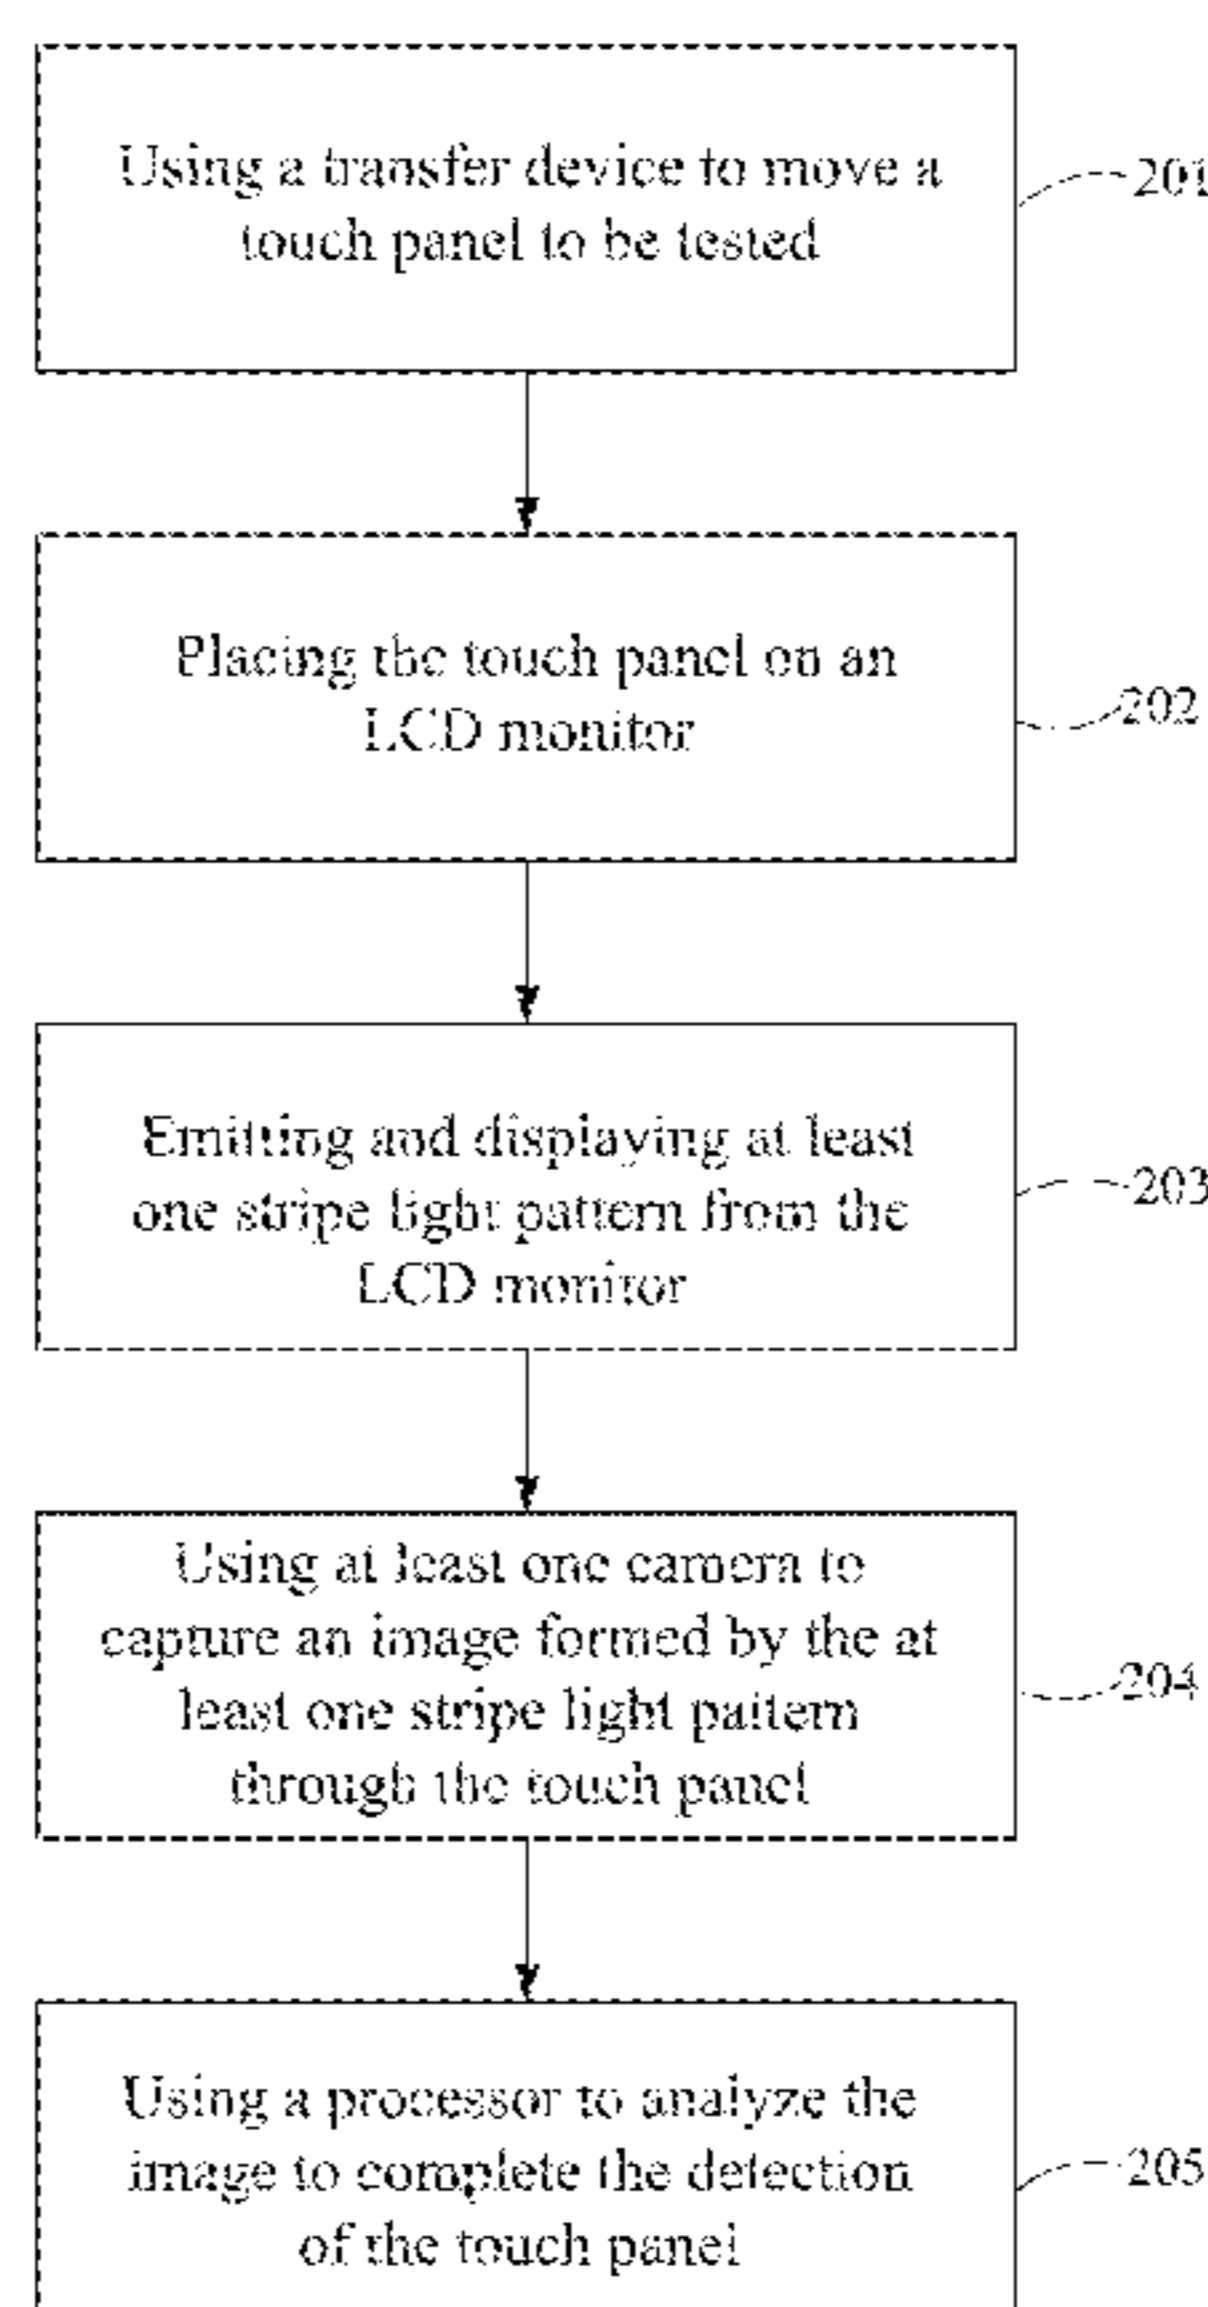 Using a transfer device to move a
touch panel to be tested
201
Placing the touch panel on an
LCD monitor
202
Emitting and displaying at least
one stripe light pattern from the
LCD monitor
203
Using at least one camera to
capture an image formed by the at
least one stripe light pattern
through the touch panel
204
Using a processor to analyze the
image to complete the detection
of the touch panel
205